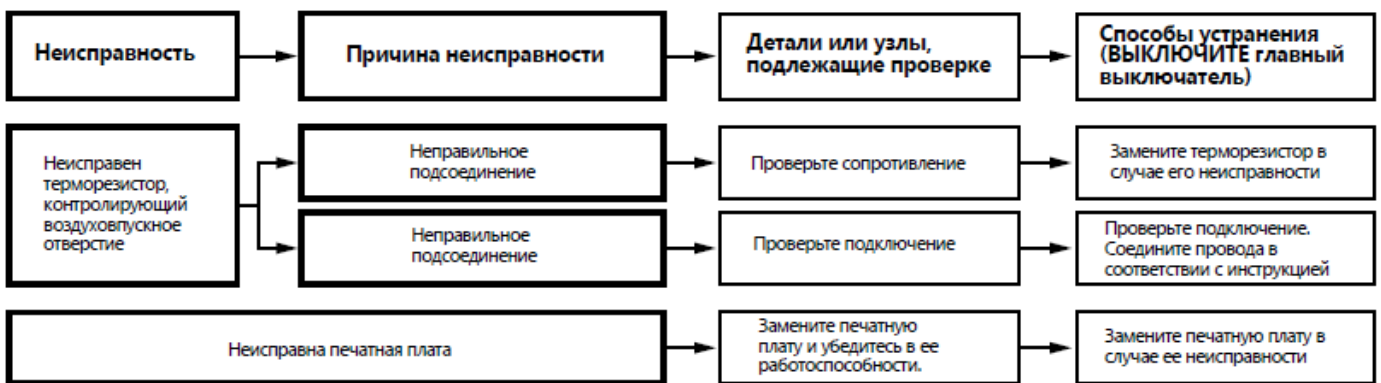 Неисправность
Причина неисправности
Детали или узлы,
подлежащие проверке
Способы устранения
(ВЫКЛЮЧИТЕ главный
выключатель)
Неисправен
терморезистор,
контролирующий
воздуховпускное
отверстие
Неправильное
подсоединение
Проверьте сопротивление
Замените терморезистор в
случае его неисправности
Неправильное
подсоединение
Проверьте подключение
Проверьте подключение.
Соедините провода в
соответствии с инструкцией
Неисправна печатная плата
Замените печатную
плату и убедитесь в ее
работоспособности.
Замените печатную плату в
случае ее неисправности